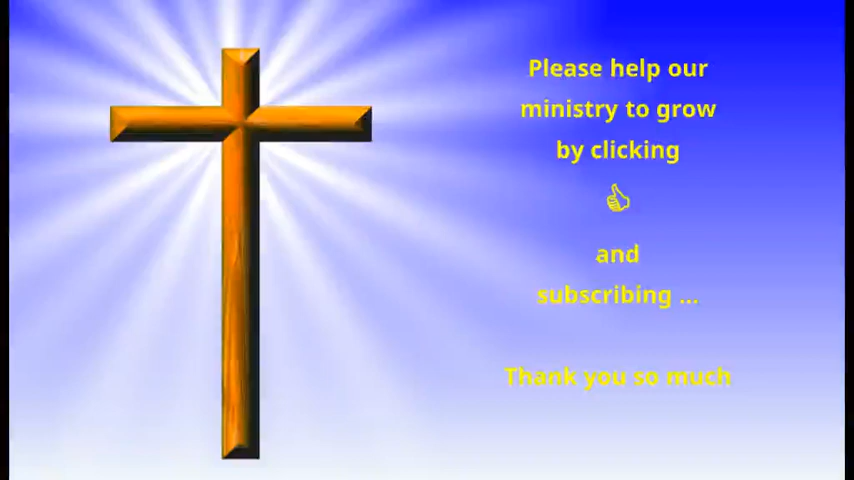 Please help our
ministry to grow
by clicking
👍
and
subscribing ...
Thank you so much